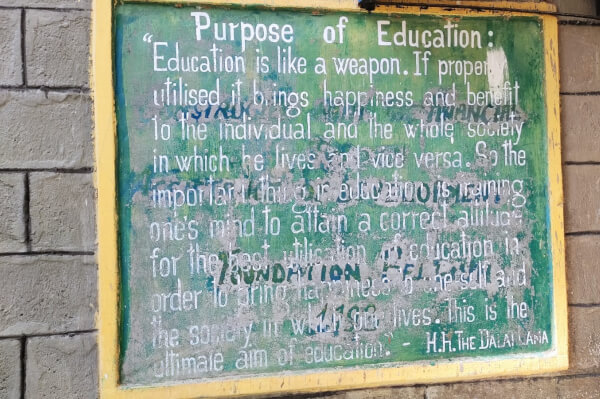 Purpose of Education:
"Education is like a weapon. If proper
utilised it brings happiness and benefit
to the individual and the whole society
in which he lives and vice versa. So the
important thing in education is training
one's mind to attain a correct attitude
for the best utilisation of education in
order to bring happiness to oneself and
the society in which one lives. This is the
ultimate aim of education." - H.H. THE DALAI LAMA
FOUNDATION